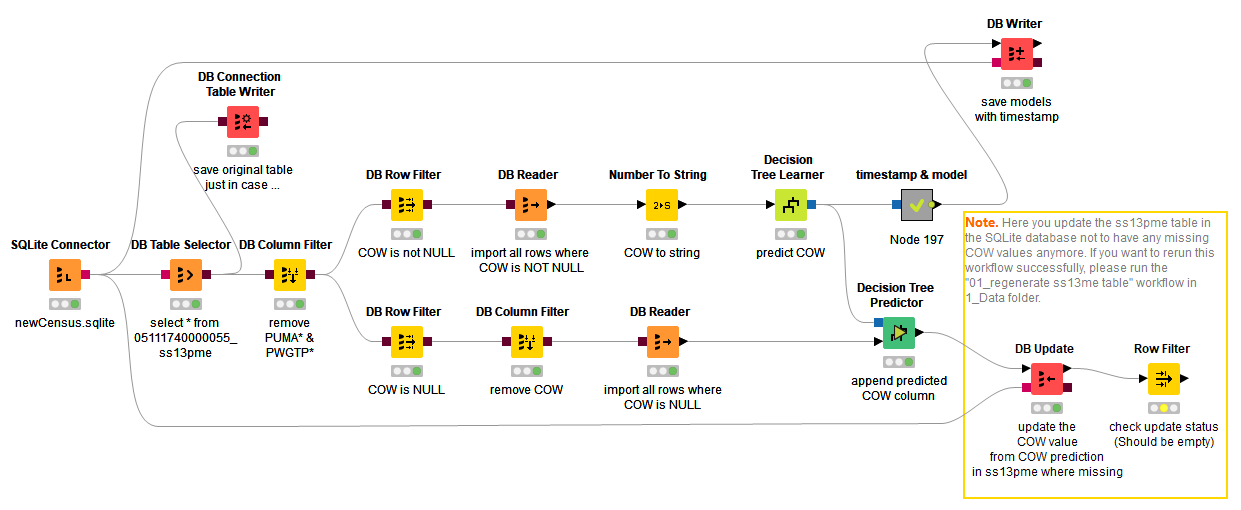 DB Writer
save models
with timestamp
DB Connection
Table Writer
save original table
just in case ...
DB Row Filter
COW is not NULL
DB Reader
import all rows where
COW is NOT NULL
Number To String
2 S
COW to string
Decision
Tree Learner
predict COW
timestamp & model
Node 197
SQLite Connector
newCensus.sqlite
DB Table Selector
select * from
05111740000055_
ss13pme
DB Column Filter
remove
PUMA* &
PWGTP*
DB Row Filter
COW is NULL
DB Column Filter
remove COW
DB Reader
import all rows where
COW is NULL
Decision Tree
Predictor
append predicted
COW column
Note. Here you update the ss13pme table in
the SQLite database not to have any missing
COW values anymore. If you want to rerun this
workflow successfully, please run the
"01_regenerate ss13me table" workflow in
1_Data folder.
DB Update
update the
COW value
from COW prediction
in ss13pme where missing
Row Filter
check update status
(Should be empty)